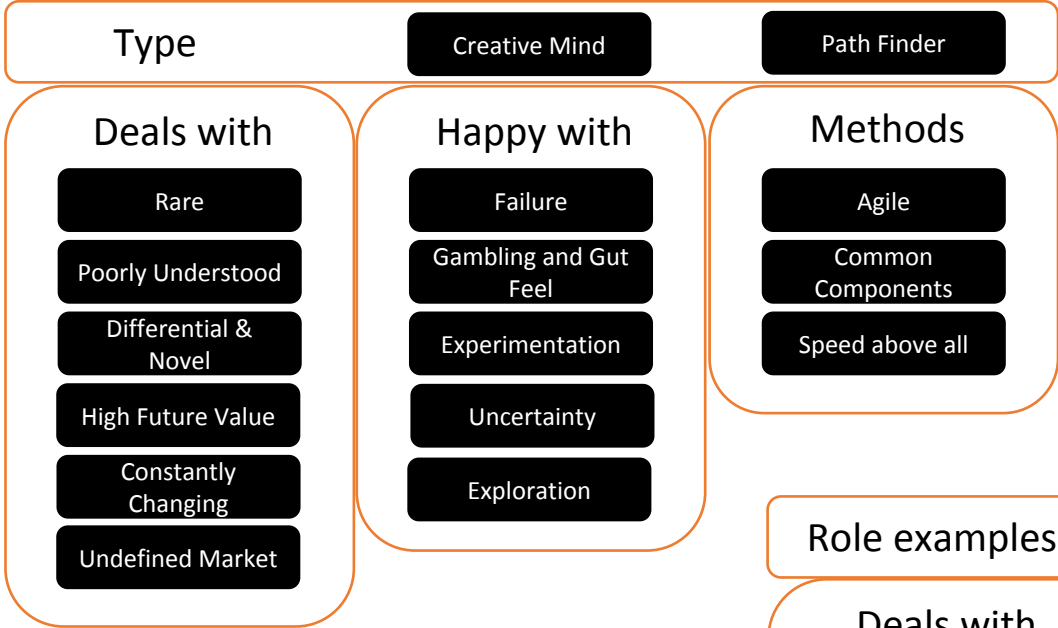 Type
Creative Mind
Path Finder
Deals with
Rare
Poorly Understood
Differential &
Novel
High Future Value
Constantly
Changing
Undefined Market
Happy with
Failure
Gambling and Gut
Feel
Experimentation
Uncertainty
Exploration
Methods
Agile
Common
Components
Speed above all
Role examples
Deals with